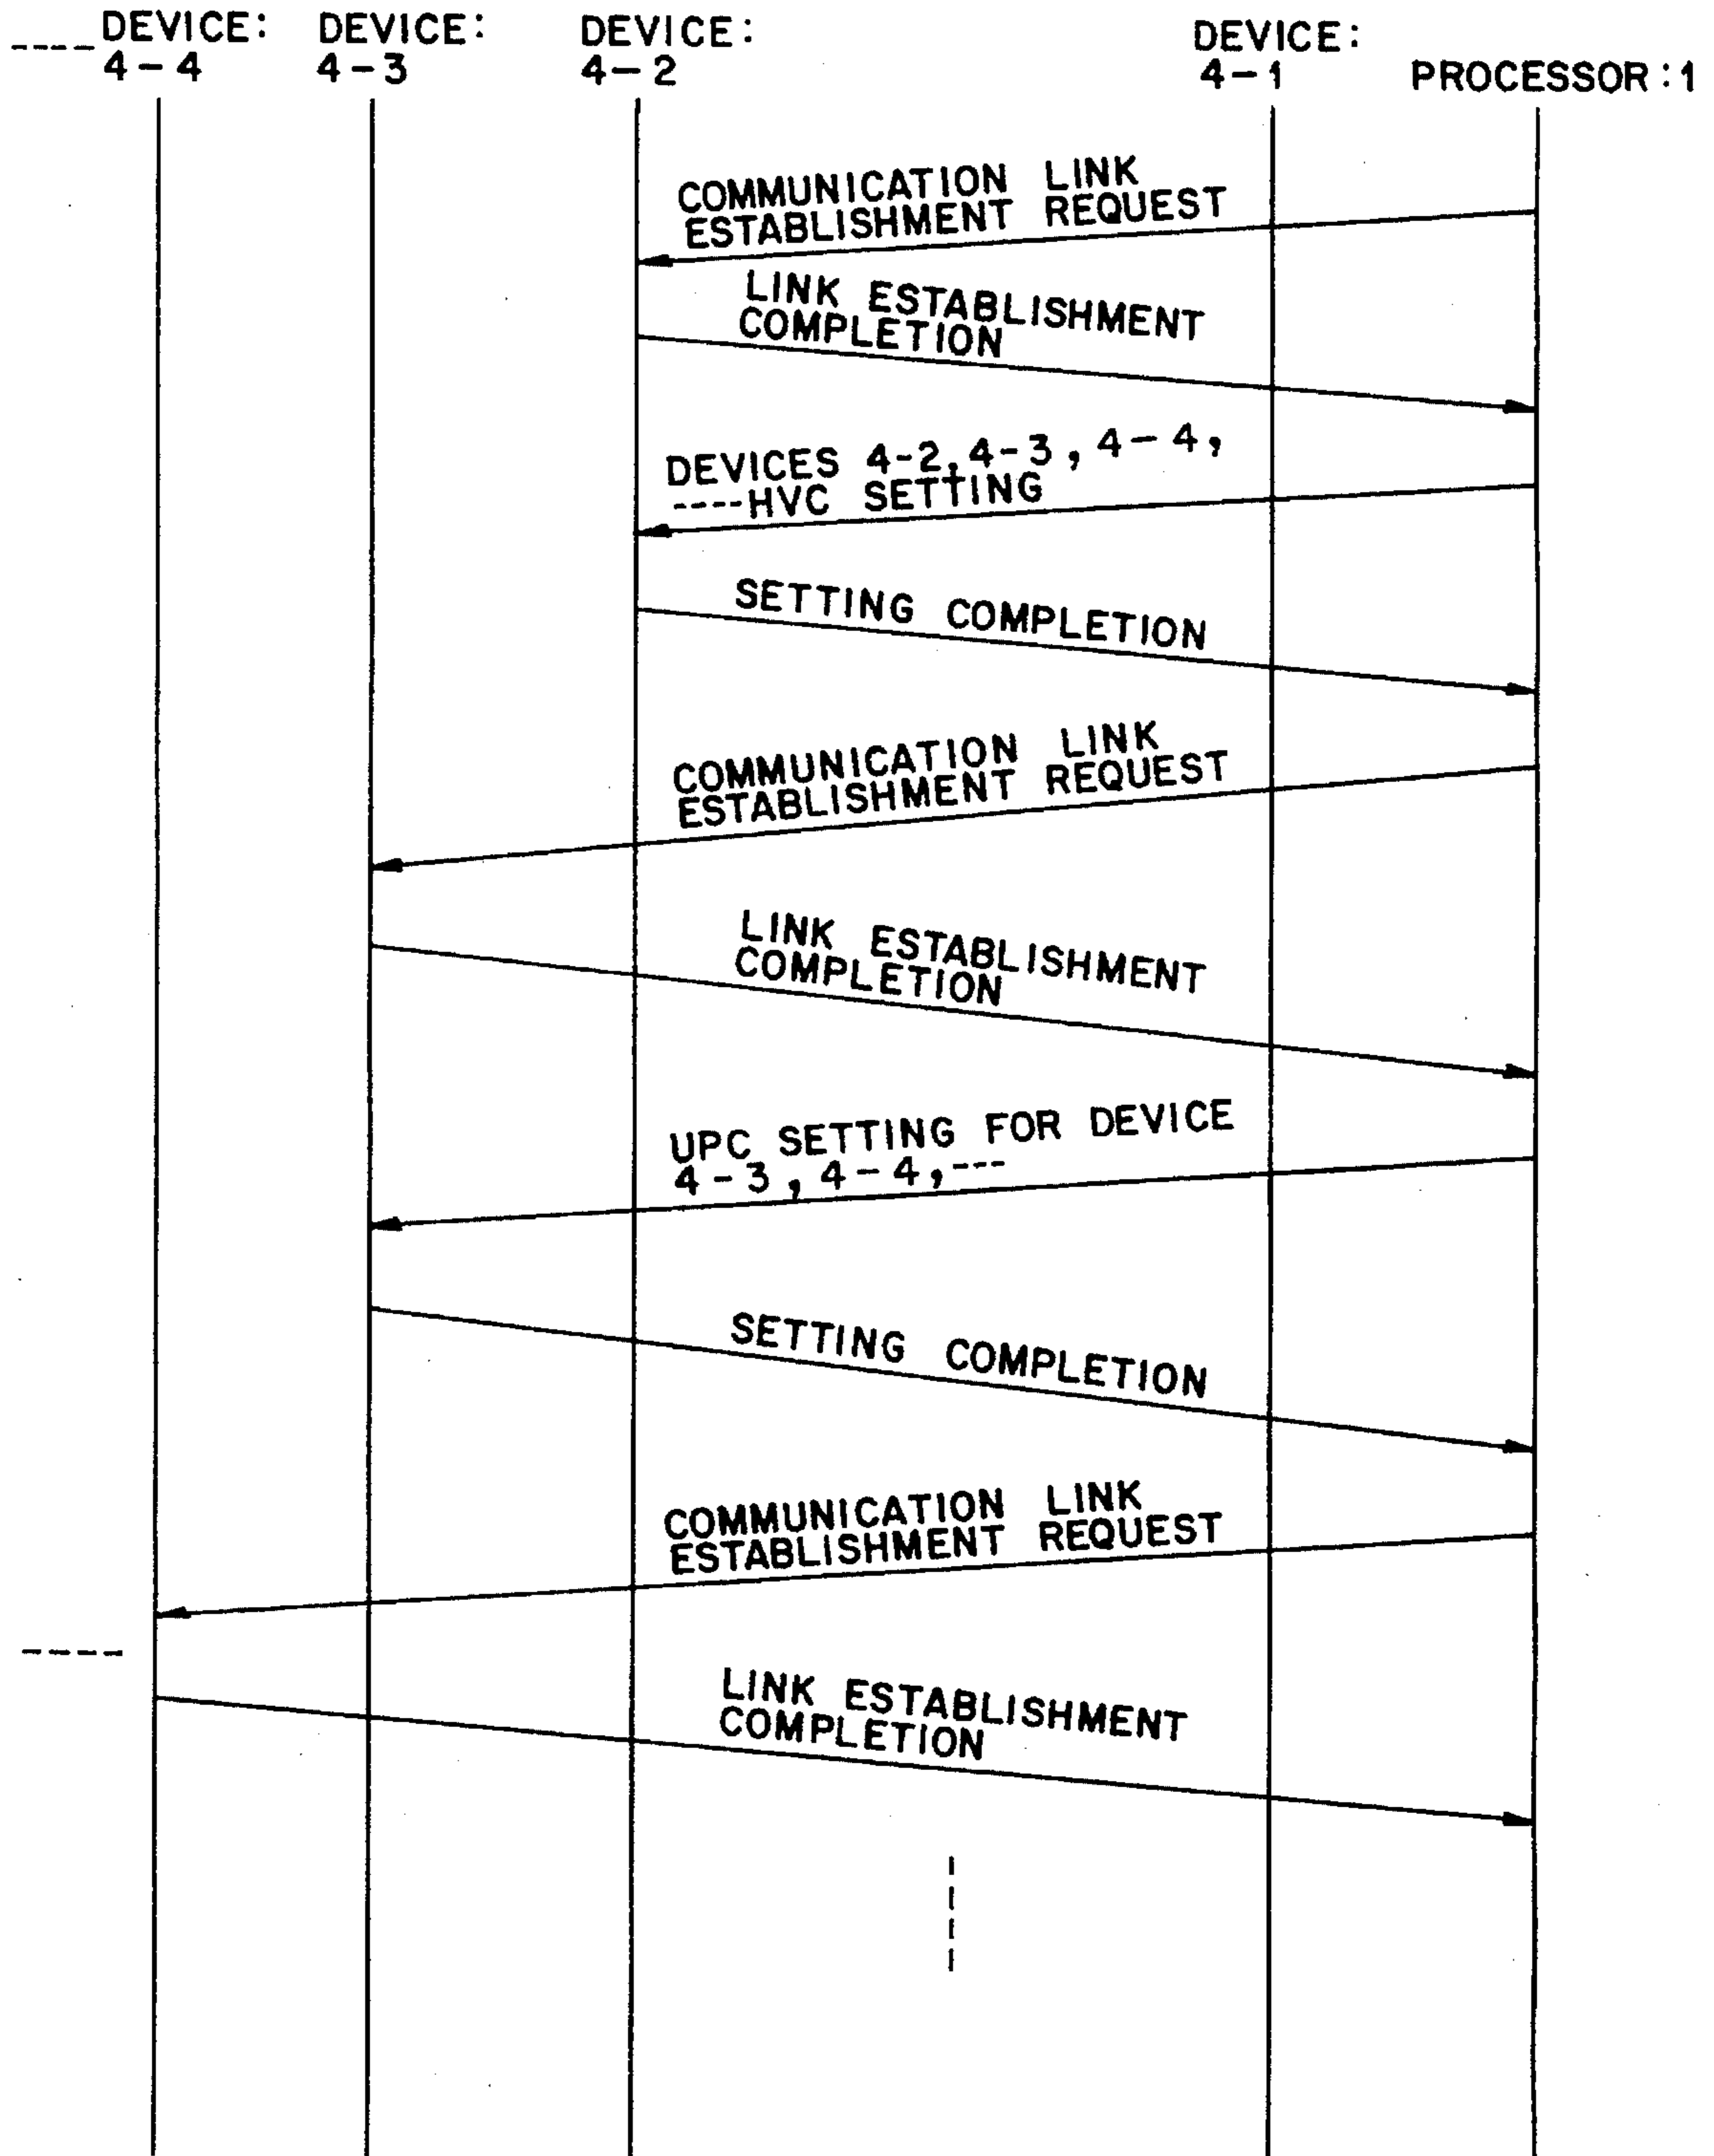 ----DEVICE: DEVICE: DEVICE: DEVICE:
4-4 4-3 4-2 4-1 PROCESSOR:1
COMMUNICATION LINK
ESTABLISHMENT REQUEST
LINK ESTABLISHMENT
COMPLETION
DEVICES 4-2,4-3,4-4,
----HVC SETTING
SETTING COMPLETION
COMMUNICATION LINK
ESTABLISHMENT REQUEST
LINK ESTABLISHMENT
COMPLETION
UPC SETTING FOR DEVICE
4-3,4-4,---
SETTING COMPLETION
COMMUNICATION LINK
ESTABLISHMENT REQUEST
----
LINK ESTABLISHMENT
COMPLETION